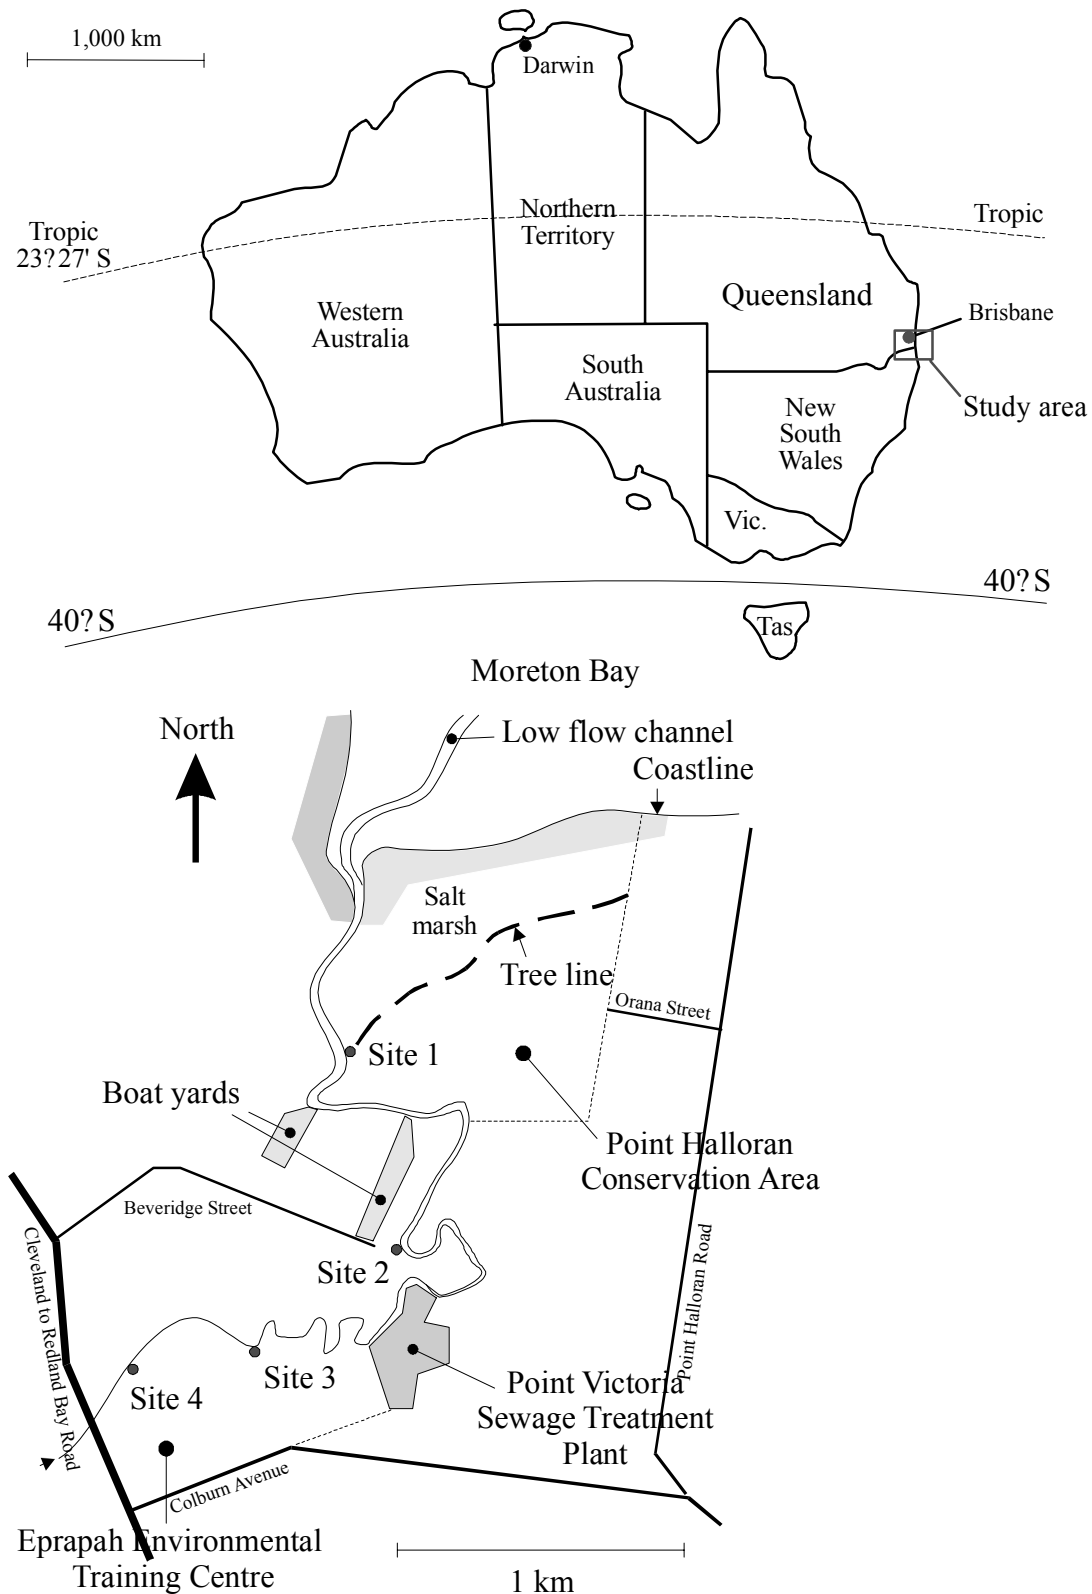 1,000 km
Darwin
Northern
Territory
Tropic
Tropic
23?27' S
Queensland
Western
Australia
Brisbane
South
Australia
Study area
New
South
Wales
Vic.
40?S
40?S
Tas
Moreton Bay
North
Low flow channel
Coastline
Salt
marsh
Tree line
Orana Street
Site 1
Boat yards
Point Halloran
Conservation Area
Beveridge Street
Cleveland to Redland Bay Road
Site 2
Point Halloran Road
Site 3
Site 4
Point Victoria
Sewage Treatment
Plant
Colburn Avenue
Eprapah Environmental
Training Centre
1 km